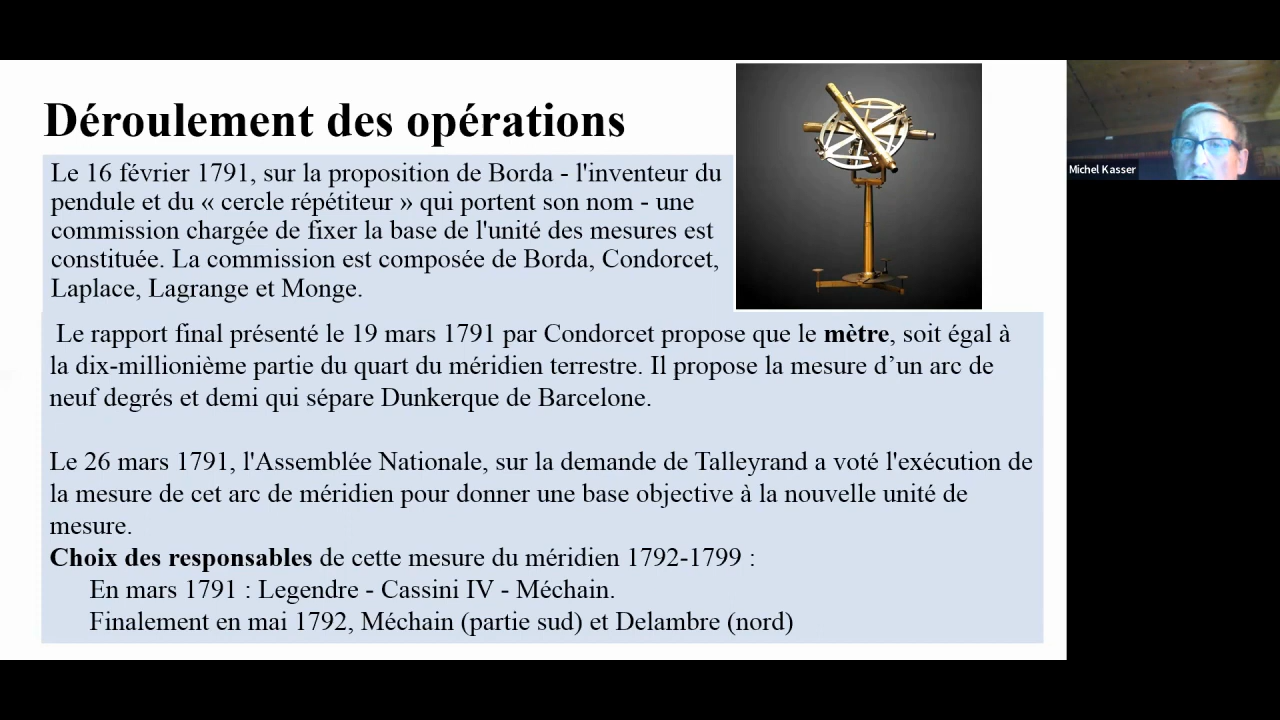 Déroulement des opérations
Le 16 février 1791, sur la proposition de Borda - l'inventeur du
pendule et du « cercle répétiteur » qui portent son nom - une
commission chargée de fixer la base de l'unité des mesures est
constituée. La commission est composée de Borda, Condorcet,
Laplace, Lagrange et Monge.
Le rapport final présenté le 19 mars 1791 par Condorcet propose que le mètre, soit égal à
la dix-millionième partie du quart du méridien terrestre. Il propose la mesure d’un arc de
neuf degrés et demi qui sépare Dunkerque de Barcelone.
Le 26 mars 1791, l'Assemblée Nationale, sur la demande de Talleyrand a voté l'exécution de
la mesure de cet arc de méridien pour donner une base objective à la nouvelle unité de
mesure.
Choix des responsables de cette mesure du méridien 1792-1799 :
En mars 1791 : Legendre - Cassini IV - Méchain.
Finalement en mai 1792, Méchain (partie sud) et Delambre (nord)
Michel Kasser